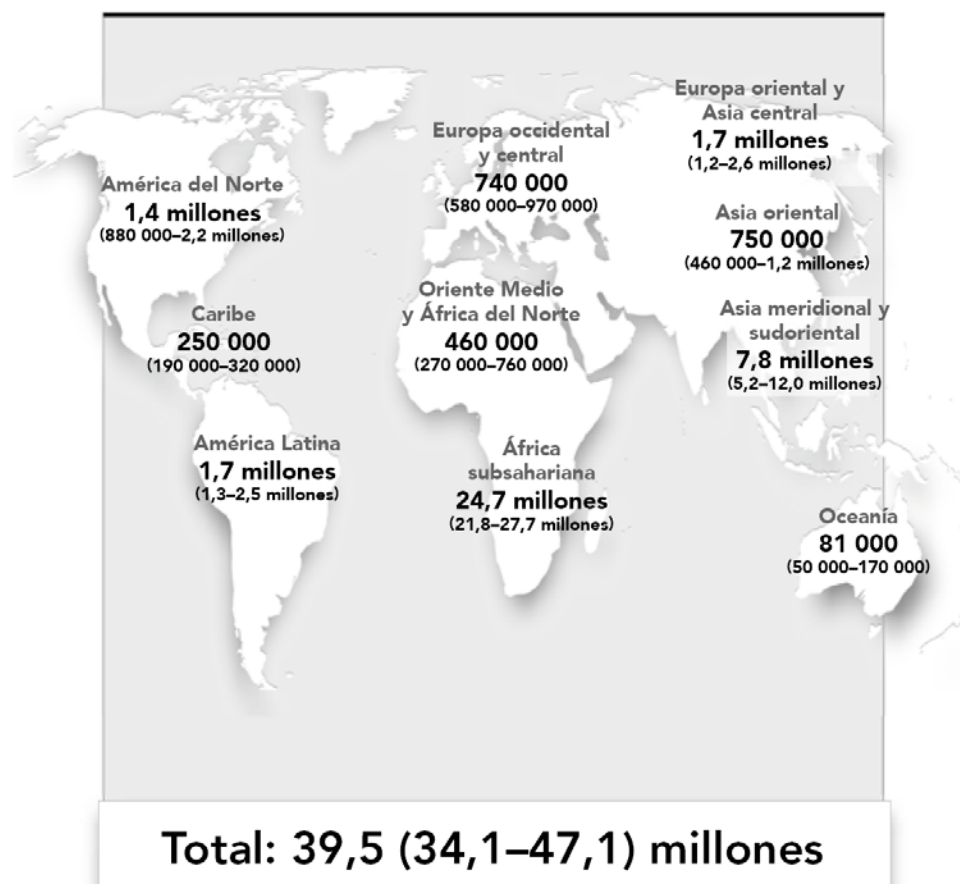 Europa oriental y
Asia central
1,7 millones
(1,2–2,6 millones)
Europa occidental
y central
740 000
(580 000–970 000)
América del Norte
1,4 millones
(880 000–2,2 millones)
Asia oriental
750 000
(460 000–1,2 millones)
Oriente Medio
y África del Norte
460 000
(270 000–760 000)
Caribe
250 000
(190 000–320 000)
Asia meridional y
sudoriental
7,8 millones
(5,2–12,0 millones)
América Latina
1,7 millones
(1,3–2,5 millones)
África
subsahariana
24,7 millones
(21,8–27,7 millones)
Oceanía
81 000
(50 000–170 000)
Total: 39,5 (34,1–47,1) millones